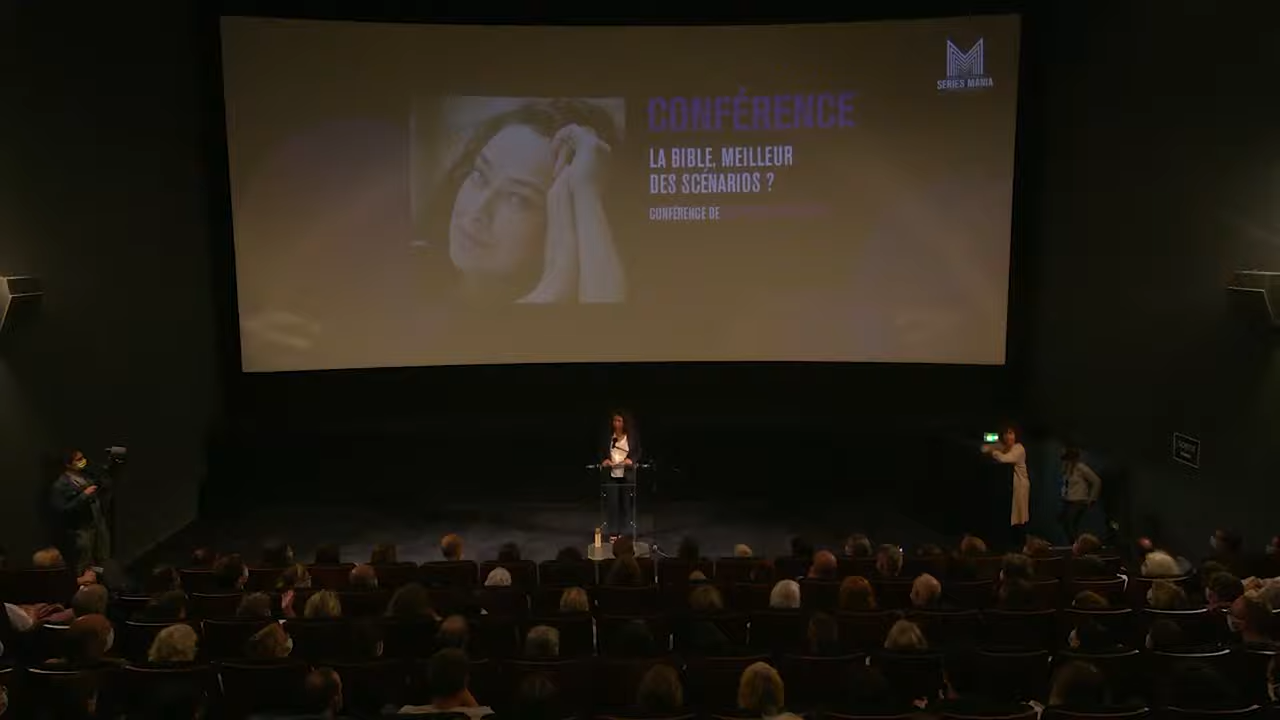 SERIES MANIA
CONFÉRENCE
LA BIBLE, MEILLEUR
DES SCÉNARIOS ?
CONFÉRENCE DE